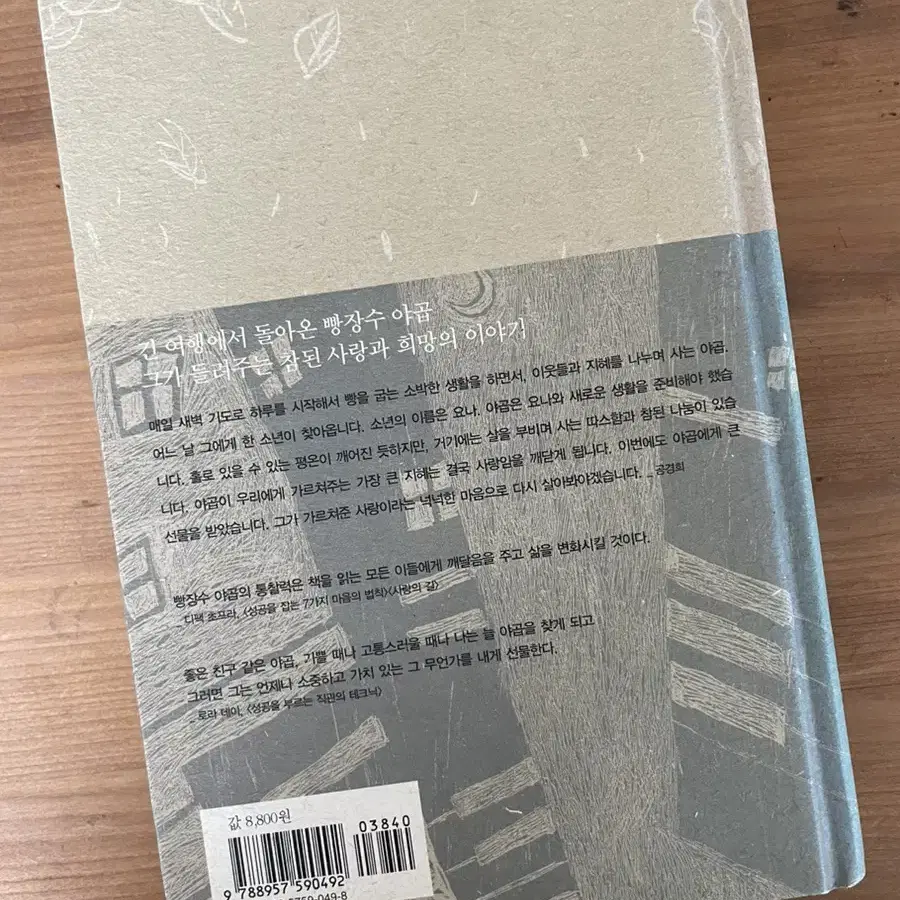 긴 여행에서 돌아온 빵장수 야곱
그가 들려주는 참된 사랑과 희망의 이야기
매일 새벽 기도로 하루를 시작해서 빵을 굽는 소박한 생활을 하면서, 이웃들과 지혜를 나누며 사는 야곱.
어느 날 그에게 한 소년이 찾아옵니다. 소년의 이름은 요나. 야곱은 요나와 새로운 생활을 준비해야 했습
니다. 홀로 있을 수 있는 평온이 깨어진 듯하지만, 거기에는 살을 부비며 사는 따스함과 참된 나눔이 있습
니다. 야곱이 우리에게 가르쳐주는 가장 큰 지혜는 결국 사랑임을 깨닫게 됩니다. 이번에도 야곱에게 큰
선물을 받았습니다. 그가 가르쳐준 사랑이라는 넉넉한 마음으로 다시 살아봐야겠습니다. _ 공경희
빵장수 야곱의 통찰력은 책을 읽는 모든 이들에게 깨달음을 주고 삶을 변화시킬 것이다.
- 디팩 초프라, <성공을 잡는 7가지 마음의 법칙><사랑의 길>
좋은 친구 같은 야곱, 기쁠 때나 고통스러울 때나 나는 늘 야곱을 찾게 되고
그러면 그는 언제나 소중하고 가치 있는 그 무언가를 내게 선물한다.
- 로라 데이, <성공을 부르는 직관의 테크닉>
값 8,800원
03840
9 788957 590492